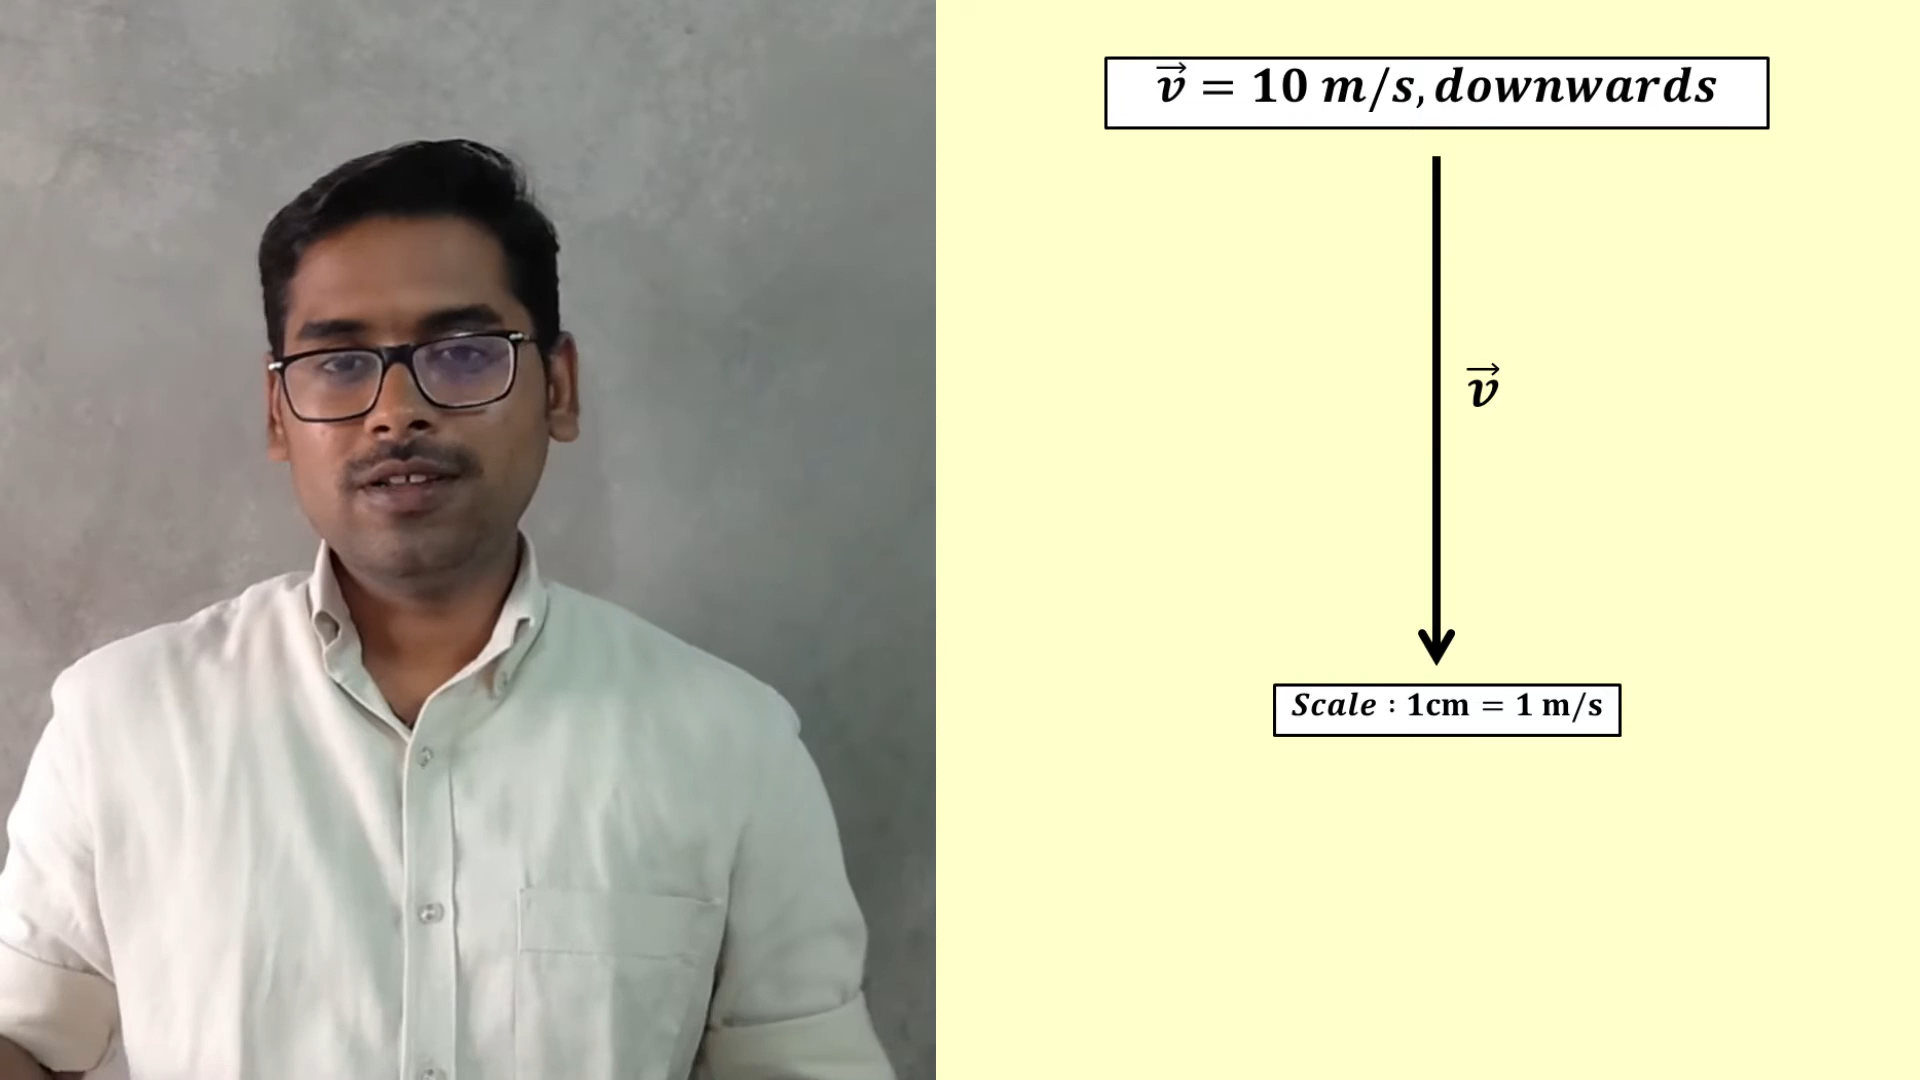 v⃗ = 10 m/s, downwards
v⃗
Scale : 1cm = 1 m/s